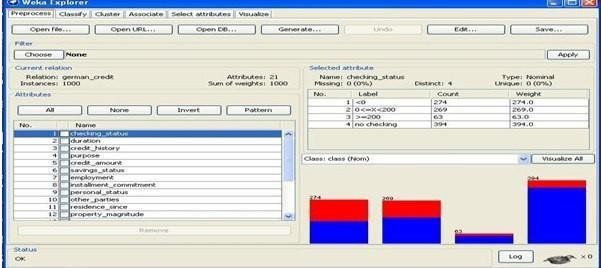 Weka Explorer
Preprocess Classify Cluster Associate Select attributes Visualize
Open file... Open URL... Open DB... Generate... Undo Edit... Save...
Filter
Choose None Apply
Current relation
Relation: german_credit Attributes: 21
Instances: 1000 Sum of weights: 1000
Attributes
All None Invert Pattern
No. Name
1 checking_status
2 duration
3 credit_history
4 purpose
5 credit_amount
6 savings_status
7 employment
8 installment_commitment
9 personal_status
10 other_parties
11 residence_since
12 property_magnitude
Remove
Selected attribute
Name: checking_status Type: Nominal
Missing: 0 (0%) Distinct: 4 Unique: 0 (0%)
No. Label Count Weight
1 <0 274 274.0
2 0<=X<200 269 269.0
3 >=200 63 63.0
4 no checking 394 394.0
Class: class (Nom) Visualize All
274 269 63 394
Status
OK Log x 0